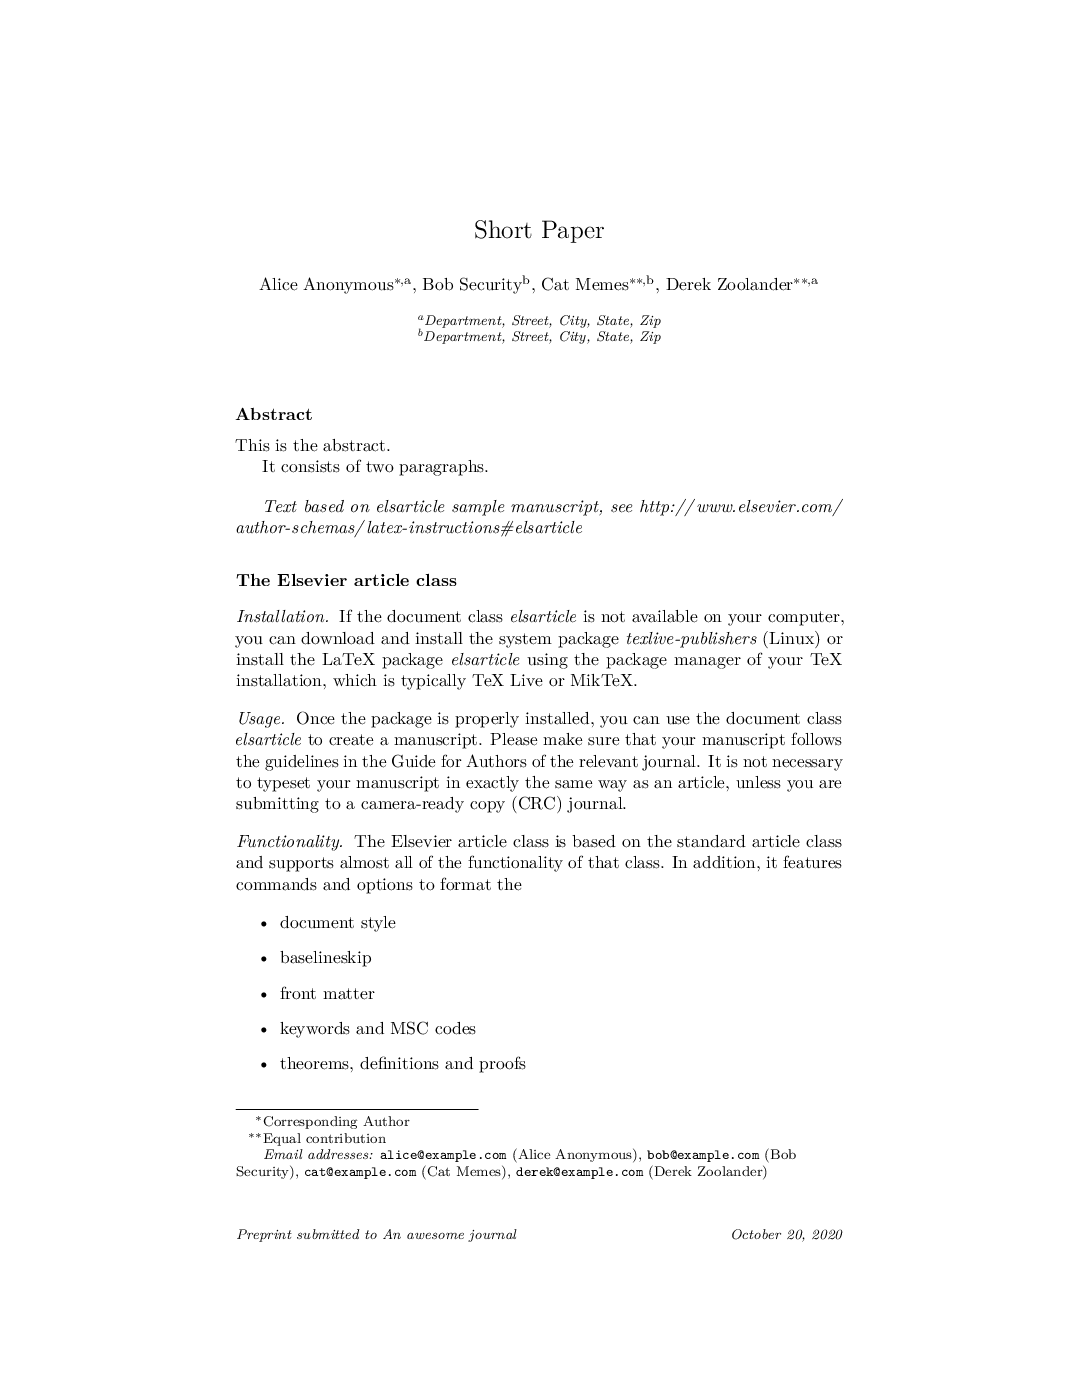 Short Paper
Alice Anonymous∗,a, Bob Securityb, Cat Memes∗∗,b, Derek Zoolander∗∗,a
aDepartment, Street, City, State, Zip
bDepartment, Street, City, State, Zip
Abstract
This is the abstract.
It consists of two paragraphs.
Text based on elsarticle sample manuscript, see http://www.elsevier.com/
author-schemas/latex-instructions#elsarticle
The Elsevier article class
Installation. If the document class elsarticle is not available on your computer,
you can download and install the system package texlive-publishers (Linux) or
install the LaTeX package elsarticle using the package manager of your TeX
installation, which is typically TeX Live or MikTeX.
Usage. Once the package is properly installed, you can use the document class
elsarticle to create a manuscript. Please make sure that your manuscript follows
the guidelines in the Guide for Authors of the relevant journal. It is not necessary
to typeset your manuscript in exactly the same way as an article, unless you are
submitting to a camera-ready copy (CRC) journal.
Functionality. The Elsevier article class is based on the standard article class
and supports almost all of the functionality of that class. In addition, it features
commands and options to format the
• document style
• baselineskip
• front matter
• keywords and MSC codes
• theorems, definitions and proofs
∗Corresponding Author
∗∗Equal contribution
Email addresses: alice@example.com (Alice Anonymous), bob@example.com (Bob
Security), cat@example.com (Cat Memes), derek@example.com (Derek Zoolander)
Preprint submitted to An awesome journal October 20, 2020